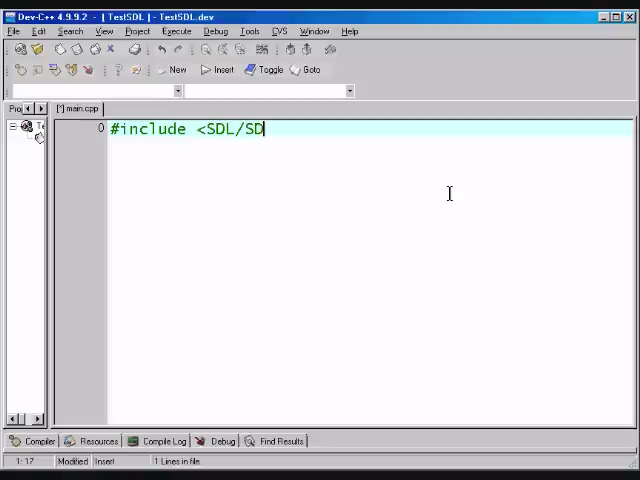 Dev-C++ 4.9.9.2 - [ TestSDL ] - TestSDL.dev
File Edit Search View Project Execute Debug Tools CVS Window Help
New Insert Toggle Goto
[*] main.cpp
0 #include <SDL/SD
Compiler Resources Compile Log Debug Find Results
1: 17 Modified Insert 1 Lines in file